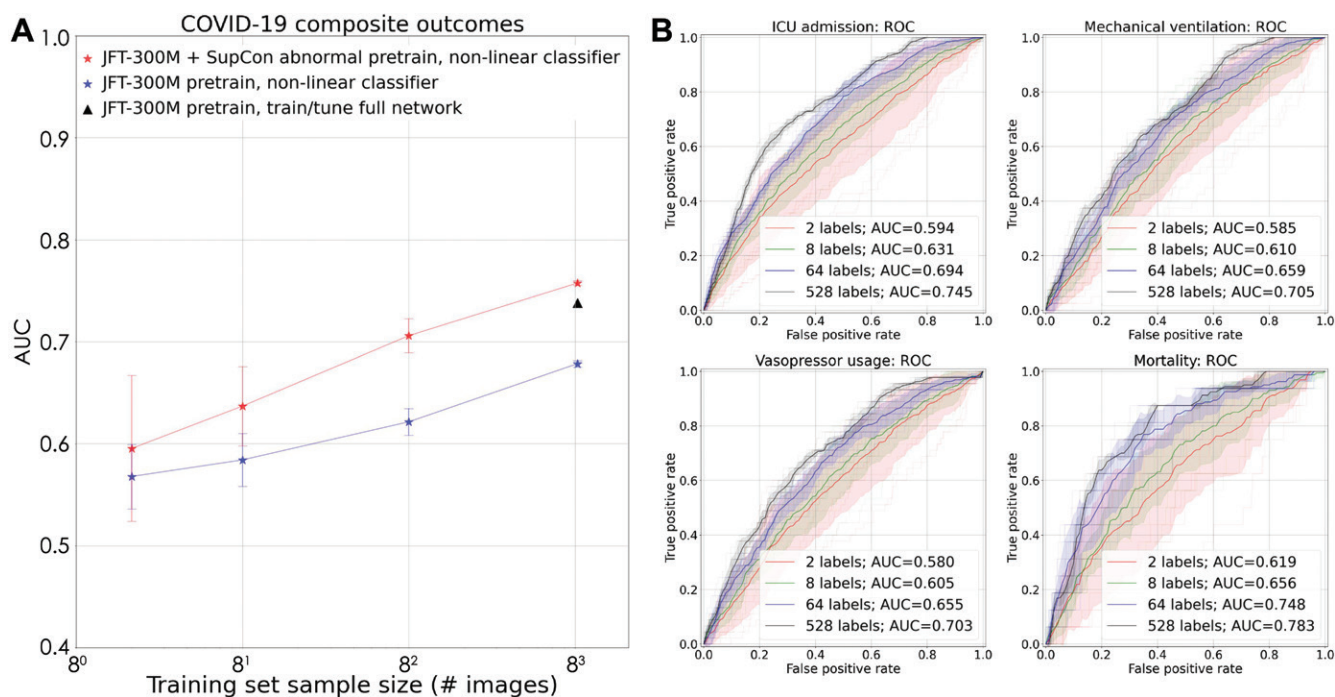 A
COVID-19 composite outcomes
1.0
0.9
0.8
0.7
0.6
0.5
0.4
AUC
★ JFT-300M + SupCon abnormal pretrain, non-linear classifier
★ JFT-300M pretrain, non-linear classifier
▲ JFT-300M pretrain, train/tune full network
8⁰ 8¹ 8² 8³
Training set sample size (# images)
B
ICU admission: ROC
True positive rate
1.0
0.8
0.6
0.4
0.2
0.0
2 labels; AUC=0.594
8 labels; AUC=0.631
64 labels; AUC=0.694
528 labels; AUC=0.745
0.0 0.2 0.4 0.6 0.8 1.0
False positive rate
Mechanical ventilation: ROC
True positive rate
1.0
0.8
0.6
0.4
0.2
0.0
2 labels; AUC=0.585
8 labels; AUC=0.610
64 labels; AUC=0.659
528 labels; AUC=0.705
0.0 0.2 0.4 0.6 0.8 1.0
False positive rate
Vasopressor usage: ROC
True positive rate
1.0
0.8
0.6
0.4
0.2
0.0
2 labels; AUC=0.580
8 labels; AUC=0.605
64 labels; AUC=0.655
528 labels; AUC=0.703
0.0 0.2 0.4 0.6 0.8 1.0
False positive rate
Mortality: ROC
True positive rate
1.0
0.8
0.6
0.4
0.2
0.0
2 labels; AUC=0.619
8 labels; AUC=0.656
64 labels; AUC=0.748
528 labels; AUC=0.783
0.0 0.2 0.4 0.6 0.8 1.0
False positive rate